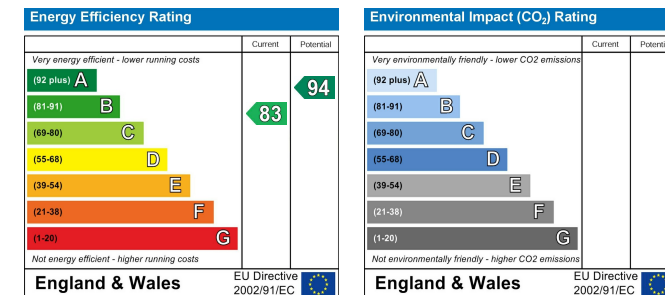 Energy Efficiency Rating
Current Potential
Very energy efficient - lower running costs
(92 plus) A
(81-91) B
(69-80) C
(55-68) D
(39-54) E
(21-38) F
(1-20) G
83
94
Not energy efficient - higher running costs
England & Wales
EU Directive
2002/91/EC
Environmental Impact (CO2) Rating
Current Potenti
Very environmentally friendly - lower CO2 emissions
(92 plus) A
(81-91) B
(69-80) C
(55-68) D
(39-54) E
(21-38) F
(1-20) G
Not environmentally friendly - higher CO2 emissions
England & Wales
EU Directive
2002/91/EC